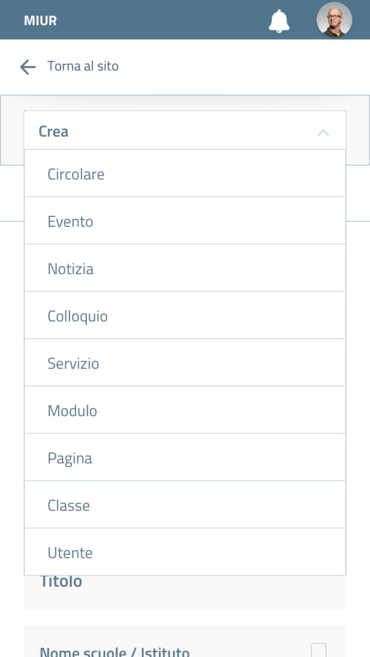 MIUR
Torna al sito
Crea
Circolare
Evento
Notizia
Colloquio
Servizio
Modulo
Pagina
Classe
Utente
Titolo
Nome scuole / Istituto